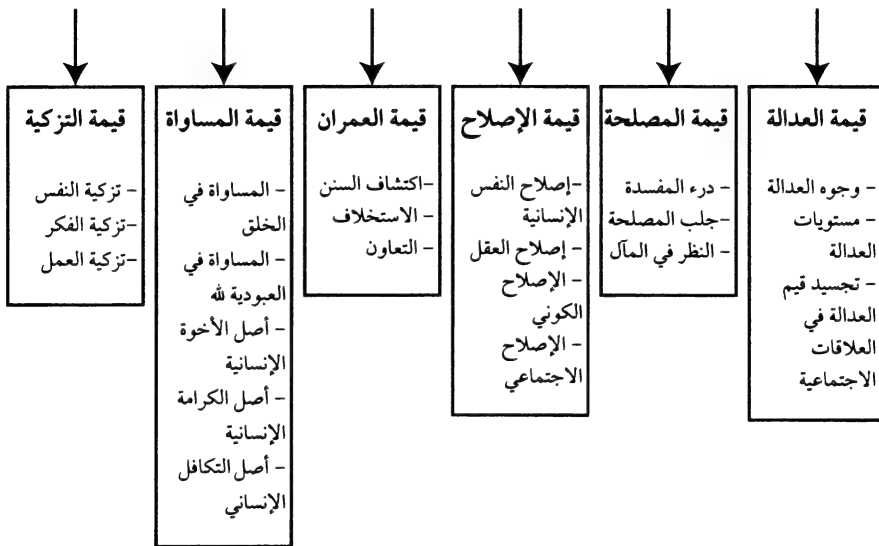 قيمة العدالة
– وجوه العدالة
– مستويات
العدالة
– تجسيد قيم
العدالة في
العلاقات
الاجتماعية
قيمة المصلحة
– درء المفسدة
–جلب المصلحة
– النظر في المآل
قيمة الإصلاح
–إصلاح النفس
الإنسانية
– إصلاح العقل
– الإصلاح
الكوني
– الإصلاح
الاجتماعي
قيمة العمران
–اكتشاف السنن
– الاستخلاف
– التعاون
قيمة المساواة
– المساواة في
الخلق
– المساواة في
العبودية لله
– أصل الأخوة
الإنسانية
– أصل الكرامة
الإنسانية
– أصل التكافل
الإنساني
قيمة التزكية
– تزكية النفس
–تزكية الفكر
–تزكية العمل